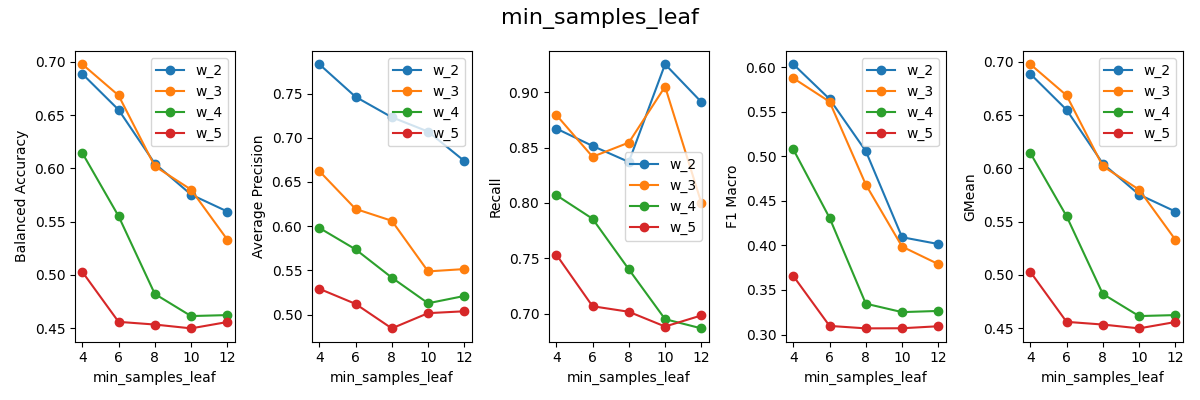 min_samples_leaf
Balanced Accuracy
0.70
0.65
0.60
0.55
0.50
0.45
4 6 8 10 12
min_samples_leaf
w_2
w_3
w_4
w_5
Average Precision
0.75
0.70
0.65
0.60
0.55
0.50
4 6 8 10 12
min_samples_leaf
w_2
w_3
w_4
w_5
Recall
0.90
0.85
0.80
0.75
0.70
4 6 8 10 12
min_samples_leaf
w_2
w_3
w_4
w_5
F1 Macro
0.60
0.55
0.50
0.45
0.40
0.35
0.30
4 6 8 10 12
min_samples_leaf
w_2
w_3
w_4
w_5
GMean
0.70
0.65
0.60
0.55
0.50
0.45
4 6 8 10 12
min_samples_leaf
w_2
w_3
w_4
w_5